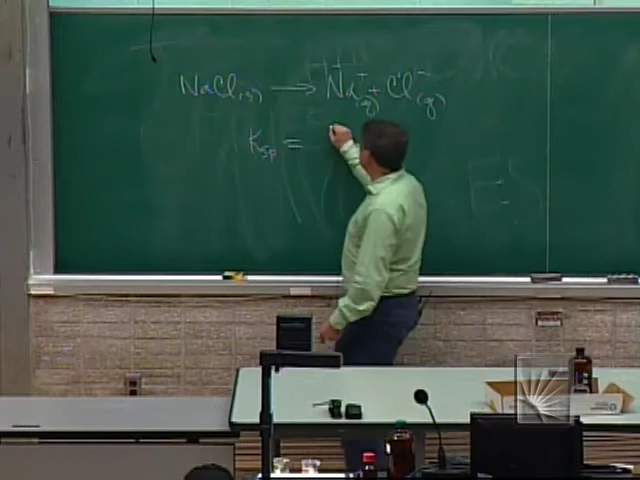 NaCl(s) → Na⁺(g) + Cl⁻(g)
Ksp =